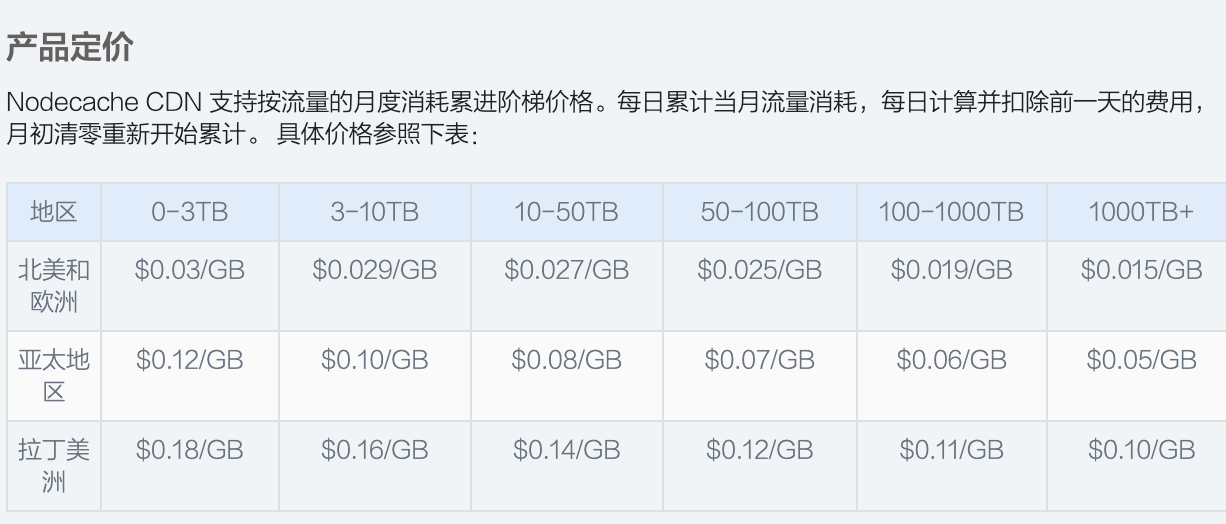 产品定价
Nodecache CDN 支持按流量的月度消耗累进阶梯价格。每日累计当月流量消耗，每日计算并扣除前一天的费用，
月初清零重新开始累计。 具体价格参照下表：
地区 0-3TB 3-10TB 10-50TB 50-100TB 100-1000TB 1000TB+
北美和 $0.03/GB $0.029/GB $0.027/GB $0.025/GB $0.019/GB $0.015/GB
欧洲
亚太地 $0.12/GB $0.10/GB $0.08/GB $0.07/GB $0.06/GB $0.05/GB
区
拉丁美 $0.18/GB $0.16/GB $0.14/GB $0.12/GB $0.11/GB $0.10/GB
洲